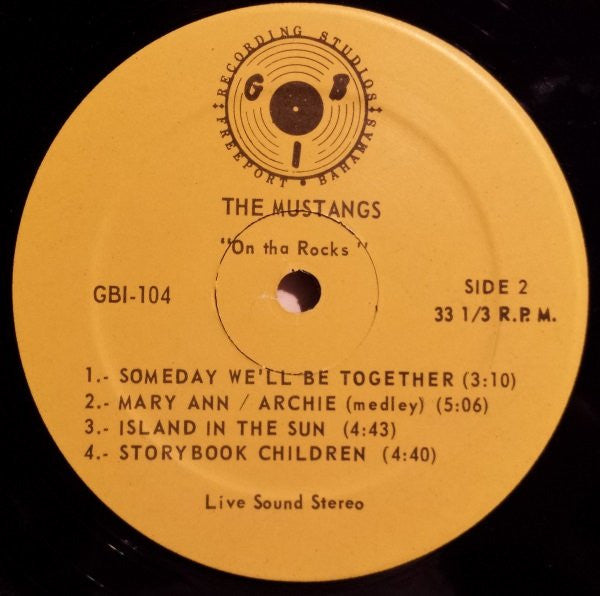 RECORDING STUDIOS
G B
I
FREEPORT • BAHAMAS
THE MUSTANGS
"On tha Rocks"
GBI-104
SIDE 2
33 1/3 R.P.M.
1.- SOMEDAY WE'LL BE TOGETHER (3:10)
2.- MARY ANN / ARCHIE (medley) (5:06)
3.- ISLAND IN THE SUN (4:43)
4.- STORYBOOK CHILDREN (4:40)
Live Sound Stereo